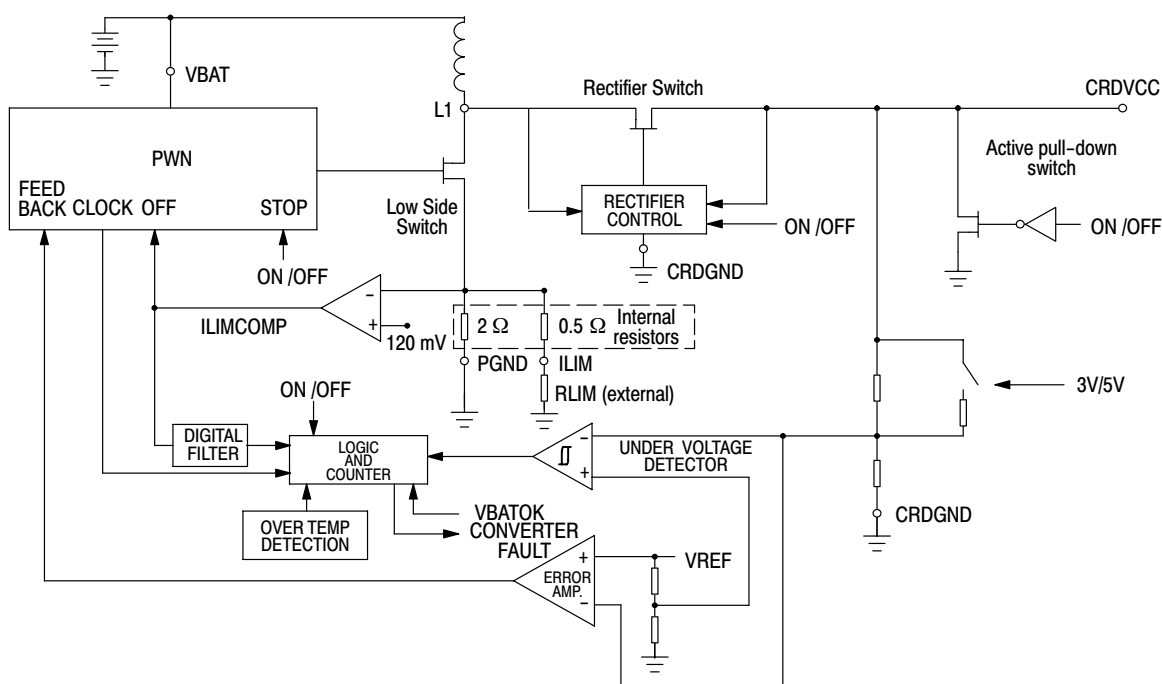 VBAT
L1
Rectifier Switch
CRDVCC
PWN
FEED
BACK
CLOCK
OFF
STOP
Low Side
Switch
RECTIFIER
CONTROL
ON /OFF
CRDGND
Active pull-down
switch
ON /OFF
ON /OFF
ILIMCOMP
-
+
120 mV
2 Ω
0.5 Ω
Internal
resistors
PGND
ILIM
RLIM (external)
3V/5V
ON /OFF
DIGITAL
FILTER
LOGIC
AND
COUNTER
-
+
UNDER VOLTAGE
DETECTOR
OVER TEMP
DETECTION
VBATOK
CONVERTER
FAULT
CRDGND
+
ERROR
AMP.
-
VREF